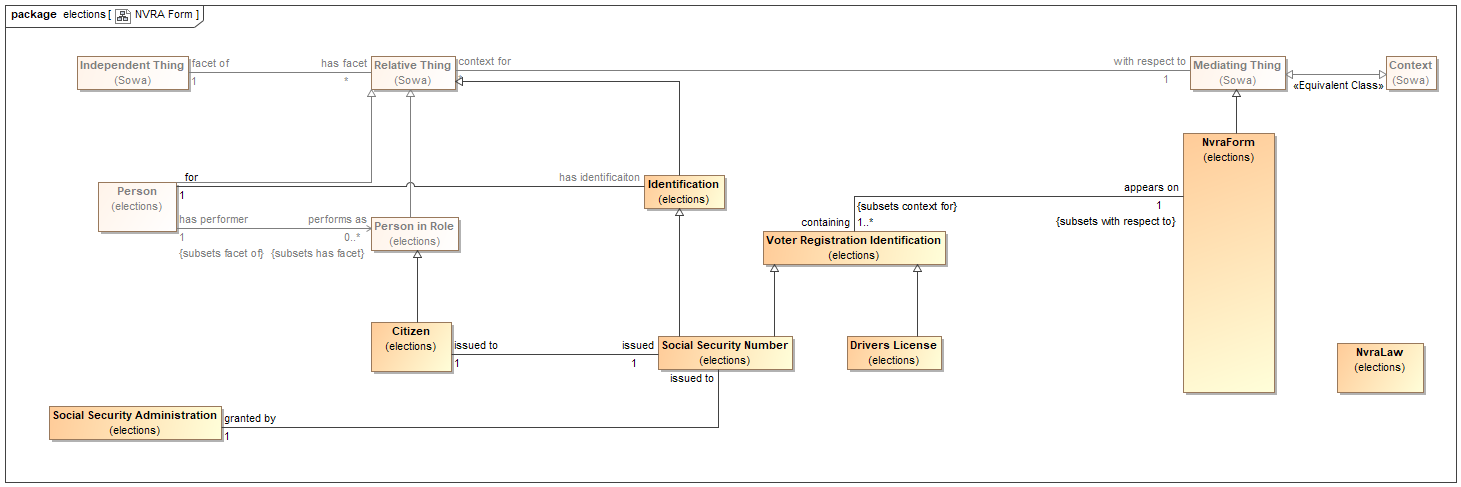 package elections [ NVRA Form ]
Independent Thing
(Sowa)
facet of
1
has facet
*
Relative Thing
(Sowa)
context for
*
with respect to
1
Mediating Thing
(Sowa)
«Equivalent Class»
Context
(Sowa)
NvraForm
(elections)
for
1
has identificaiton
Identification
(elections)
Person
(elections)
has performer
1
{subsets facet of}
performs as
0..*
{subsets has facet}
Person in Role
(elections)
appears on
1
{subsets with respect to}
{subsets context for}
containing
1..*
Voter Registration Identification
(elections)
Citizen
(elections)
issued to
1
issued
1
Social Security Number
(elections)
issued to
Drivers License
(elections)
NvraLaw
(elections)
Social Security Administration
(elections)
granted by
1